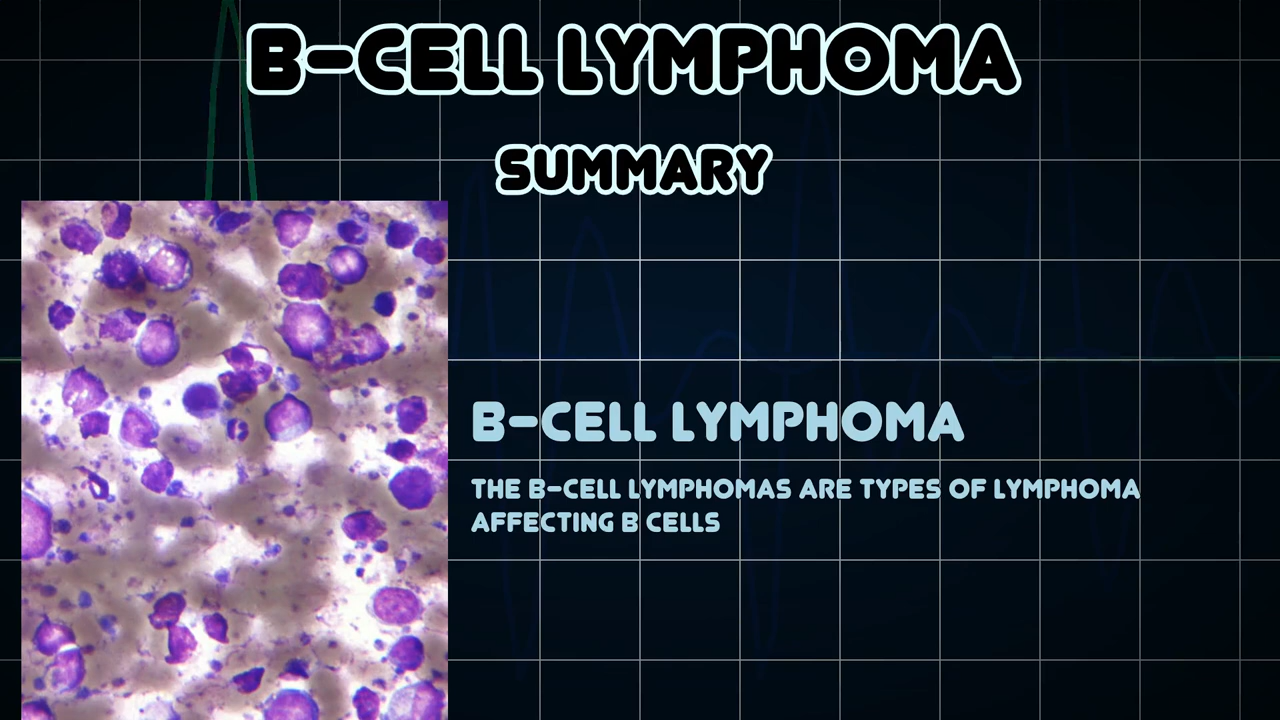 B-CELL LYMPHOMA
SUMMARY
B-CELL LYMPHOMA
THE B-CELL LYMPHOMAS ARE TYPES OF LYMPHOMA
AFFECTING B CELLS